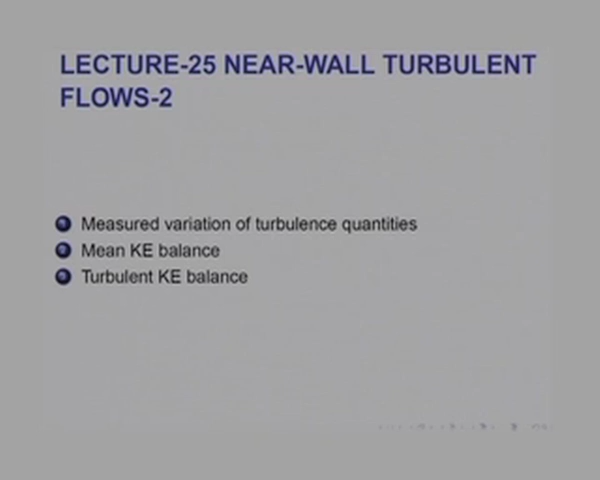 LECTURE-25 NEAR-WALL TURBULENT
FLOWS-2
Measured variation of turbulence quantities
Mean KE balance
Turbulent KE balance